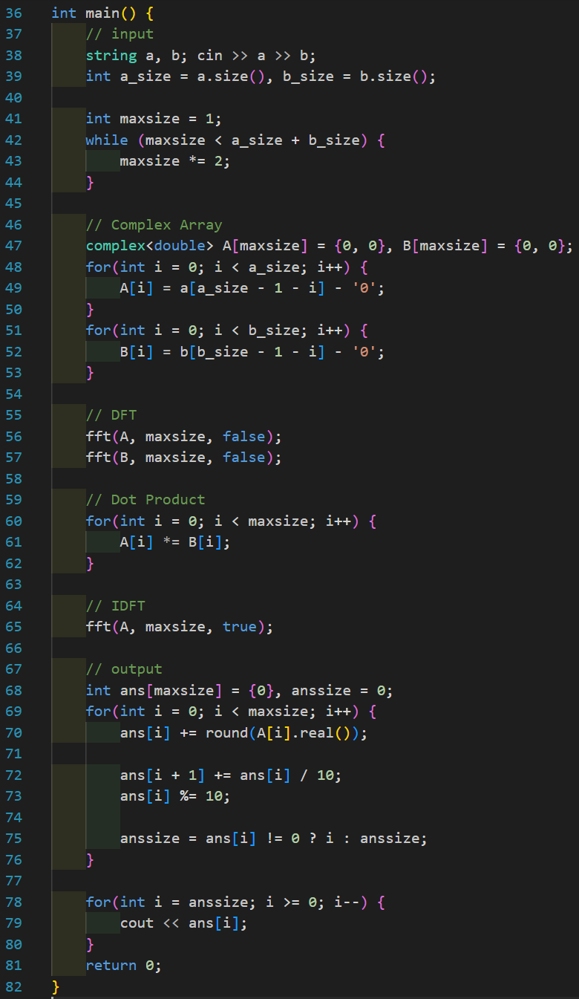 36 int main() {
37 // input
38 string a, b; cin >> a >> b;
39 int a_size = a.size(), b_size = b.size();
40
41 int maxsize = 1;
42 while (maxsize < a_size + b_size) {
43 maxsize *= 2;
44 }
45
46 // Complex Array
47 complex<double> A[maxsize] = {0, 0}, B[maxsize] = {0, 0};
48 for(int i = 0; i < a_size; i++) {
49 A[i] = a[a_size - 1 - i] - '0';
50 }
51 for(int i = 0; i < b_size; i++) {
52 B[i] = b[b_size - 1 - i] - '0';
53 }
54
55 // DFT
56 fft(A, maxsize, false);
57 fft(B, maxsize, false);
58
59 // Dot Product
60 for(int i = 0; i < maxsize; i++) {
61 A[i] *= B[i];
62 }
63
64 // IDFT
65 fft(A, maxsize, true);
66
67 // output
68 int ans[maxsize] = {0}, anssize = 0;
69 for(int i = 0; i < maxsize; i++) {
70 ans[i] += round(A[i].real());
71
72 ans[i + 1] += ans[i] / 10;
73 ans[i] %= 10;
74
75 anssize = ans[i] != 0 ? i : anssize;
76 }
77
78 for(int i = anssize; i >= 0; i--) {
79 cout << ans[i];
80 }
81 return 0;
82 }